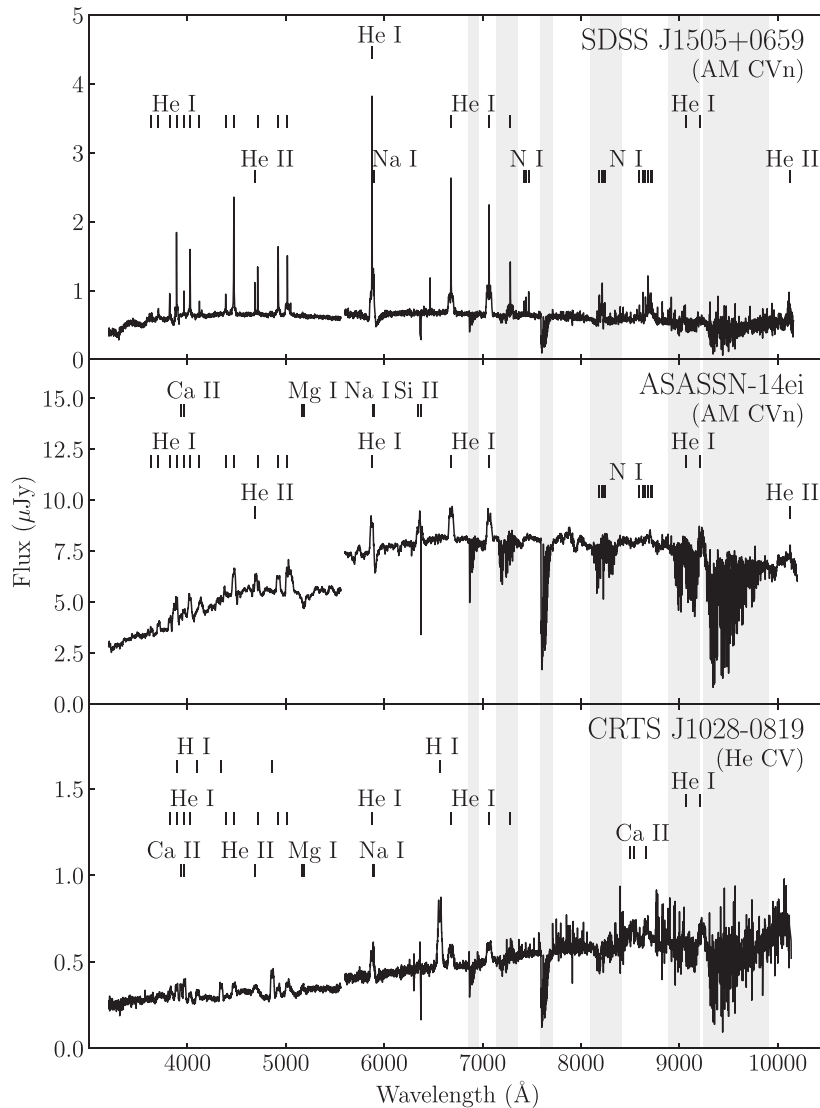 SDSS J1505+0659
(AM CVn)
He I
He I
He I
He I
He II
Na I
N I
N I
He II
5
4
3
2
1
0
ASASSN-14ei
(AM CVn)
Ca II
Mg I
Na I
Si II
He I
He I
He I
He I
He II
N I
He II
15.0
12.5
10.0
7.5
5.0
2.5
0.0
Flux (μJy)
CRTS J1028-0819
(He CV)
H I
H I
He I
He I
He I
He I
Ca II
He II
Mg I
Na I
Ca II
1.5
1.0
0.5
0.0
4000 5000 6000 7000 8000 9000 10000
Wavelength (Å)